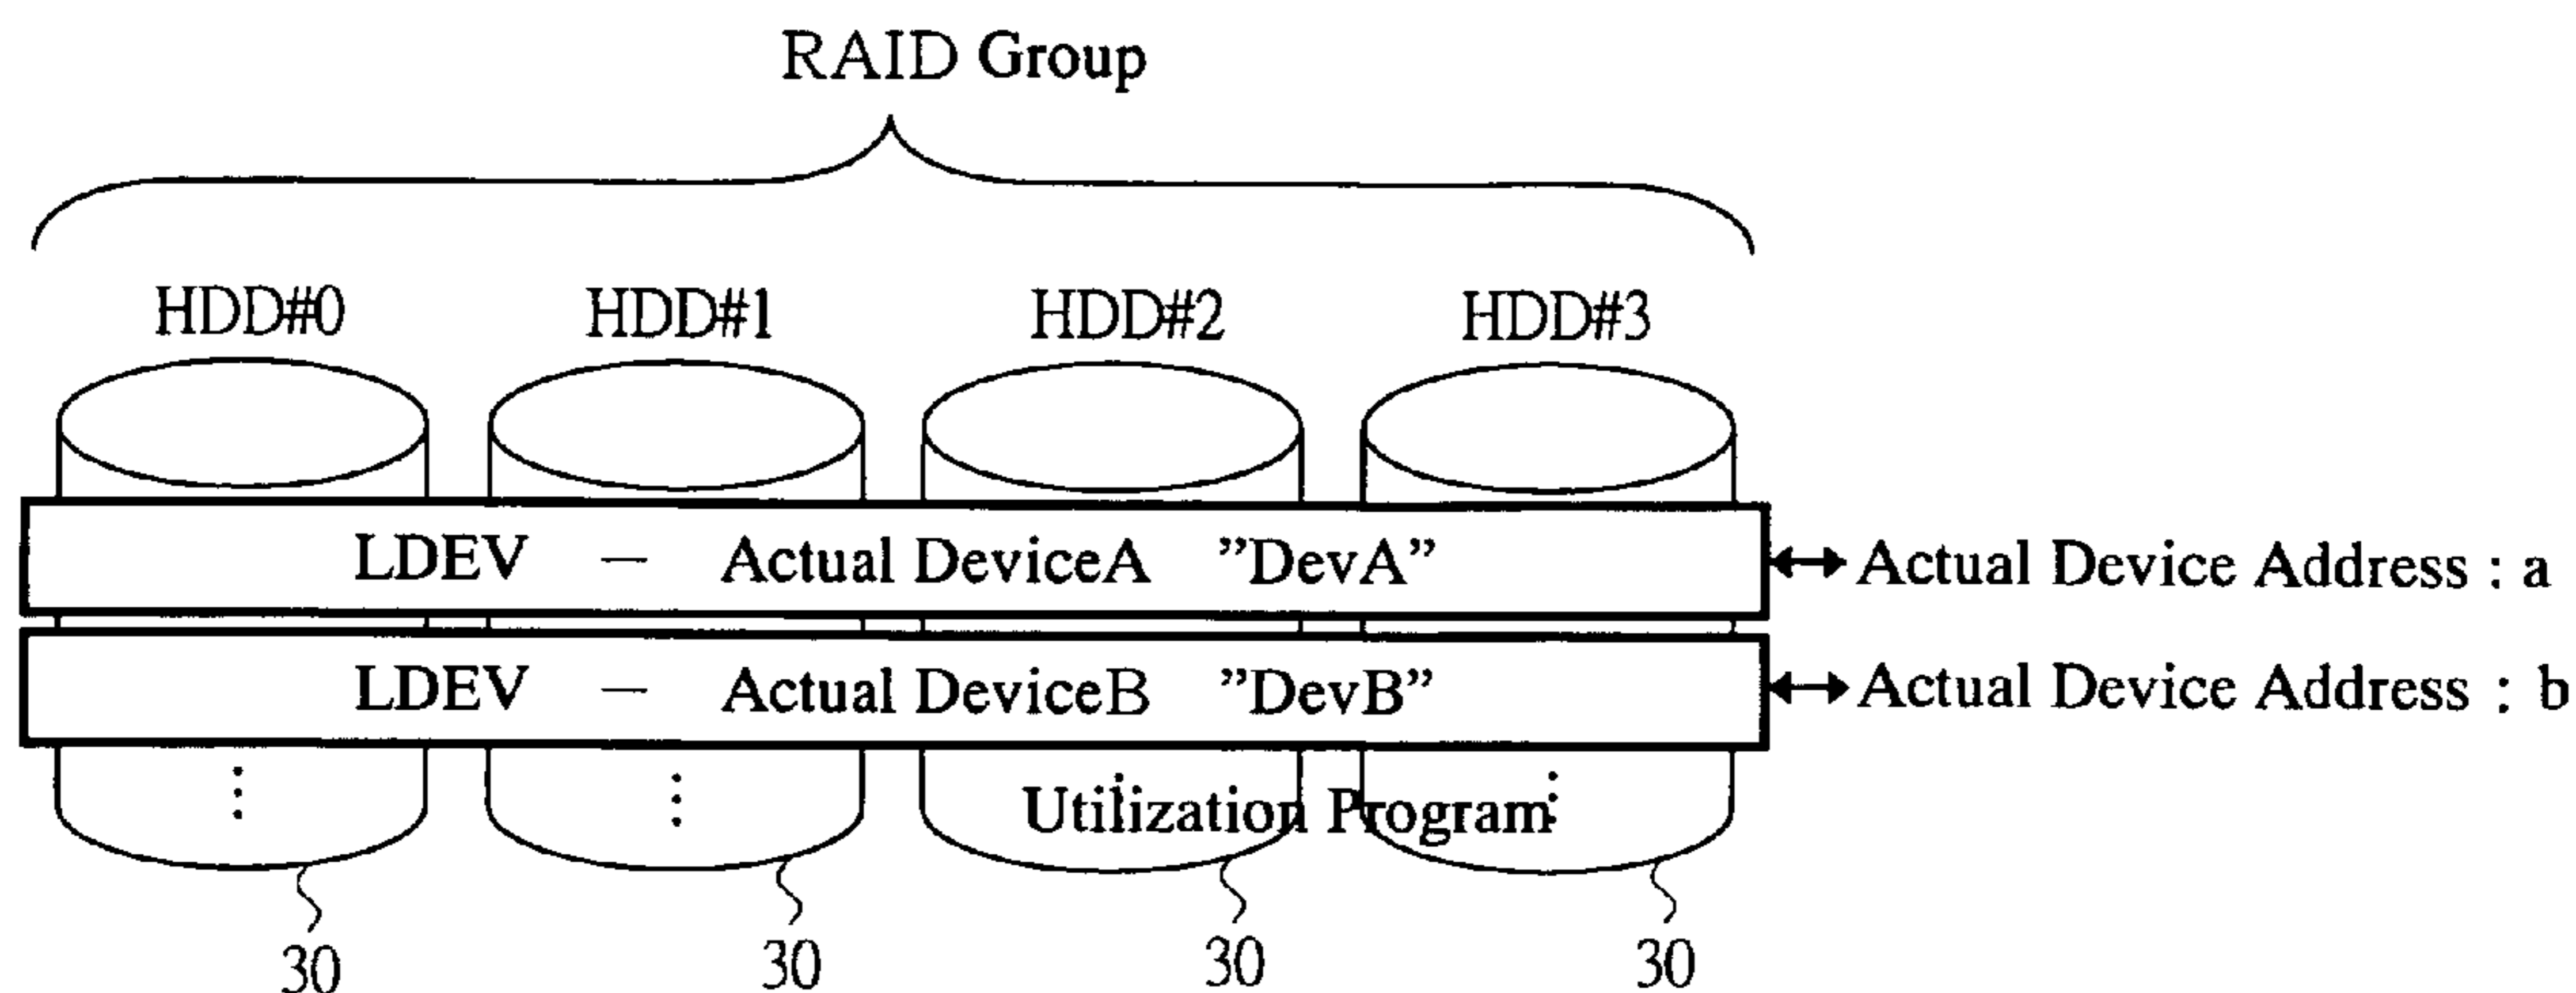 RAID Group
HDD#0 HDD#1 HDD#2 HDD#3
LDEV — Actual DeviceA ”DevA” Actual Device Address : a
LDEV — Actual DeviceB ”DevB” Actual Device Address : b
Utilization Program
30 30 30 30